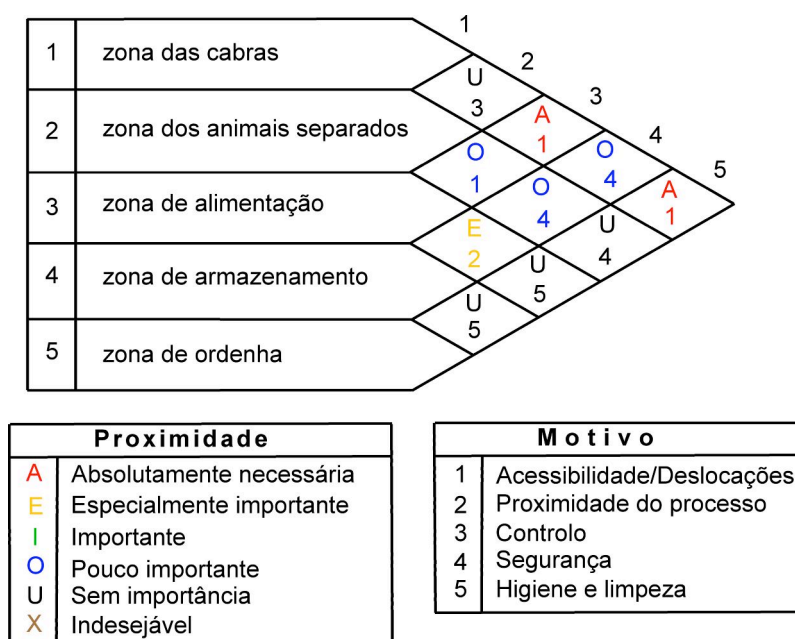 1
2
3
4
5
1 zona das cabras
2 zona dos animais separados
3 zona de alimentação
4 zona de armazenamento
5 zona de ordenha
U
3
A
1
O
1
O
4
O
4
A
1
E
2
U
4
U
5
U
5
Proximidade
A Absolutamente necessária
E Especialmente importante
I Importante
O Pouco importante
U Sem importância
X Indesejável
Motivo
1 Acessibilidade/Deslocações
2 Proximidade do processo
3 Controlo
4 Segurança
5 Higiene e limpeza